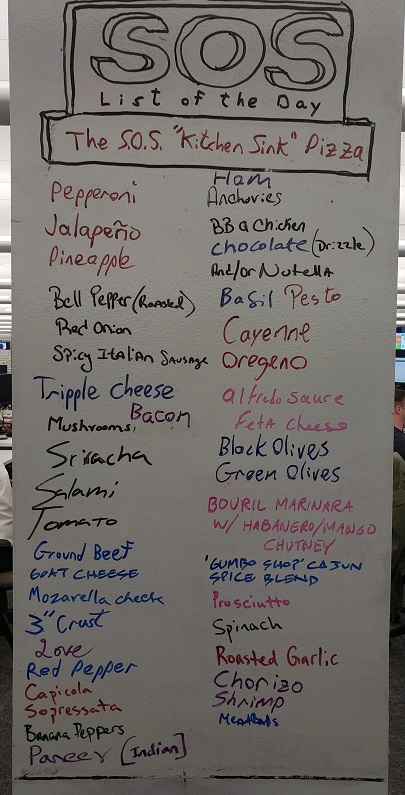 SOS
List of the Day
The S.O.S. "Kitchen Sink" Pizza
Pepperoni
Jalapeño
Pineapple
Bell Pepper (Roasted)
Red Onion
Spicy Italian Sausage
Tripple Cheese
Bacon
Mushrooms,
Sriracha
Salami
Tomato
Ground Beef
GOAT CHEESE
Mozarella cheese
3" Crust
Love
Red Pepper
Capicola
Sopressata
Banana Peppers
Paneer [Indian]
Ham
Anchovies
BBQ Chicken
chocolate (Drizzle)
And/or Nutella
Basil Pesto
Cayenne
Oregeno
alfredo sauce
Feta cheese
Black Olives
Green Olives
BOURIL MARINARA
W/ HABANERO/MANGO
CHUTNEY
'GUMBO SHOP' CAJUN
SPICE BLEND
Prosciutto
Spinach
Roasted Garlic
Chorizo
Shrimp
Meatballs